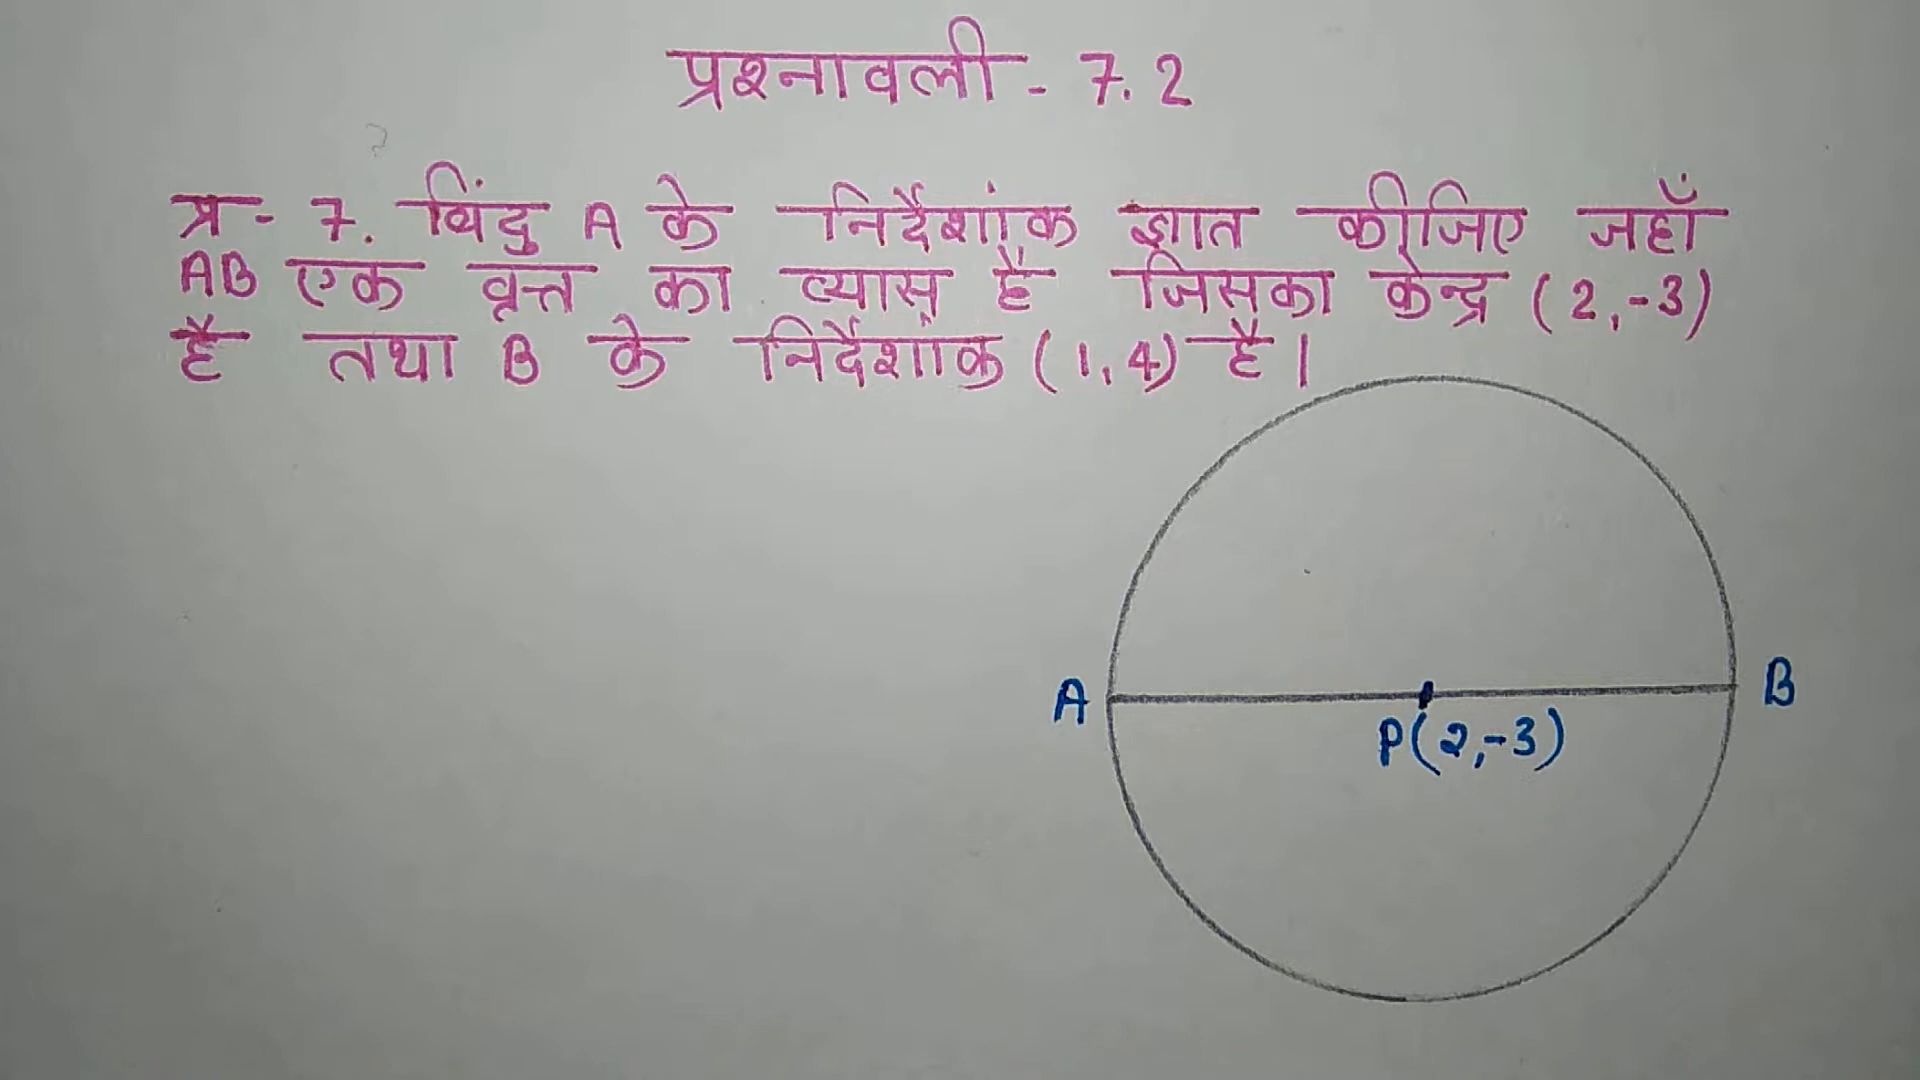 प्रश्नावली - 7.2
प्र- 7. बिंदु A के निर्देशांक ज्ञात कीजिए जहाँ
AB एक वृत्त का व्यास है जिसका केन्द्र (2,-3)
है तथा B के निर्देशांक (1,4) है।
A
B
P(2,-3)